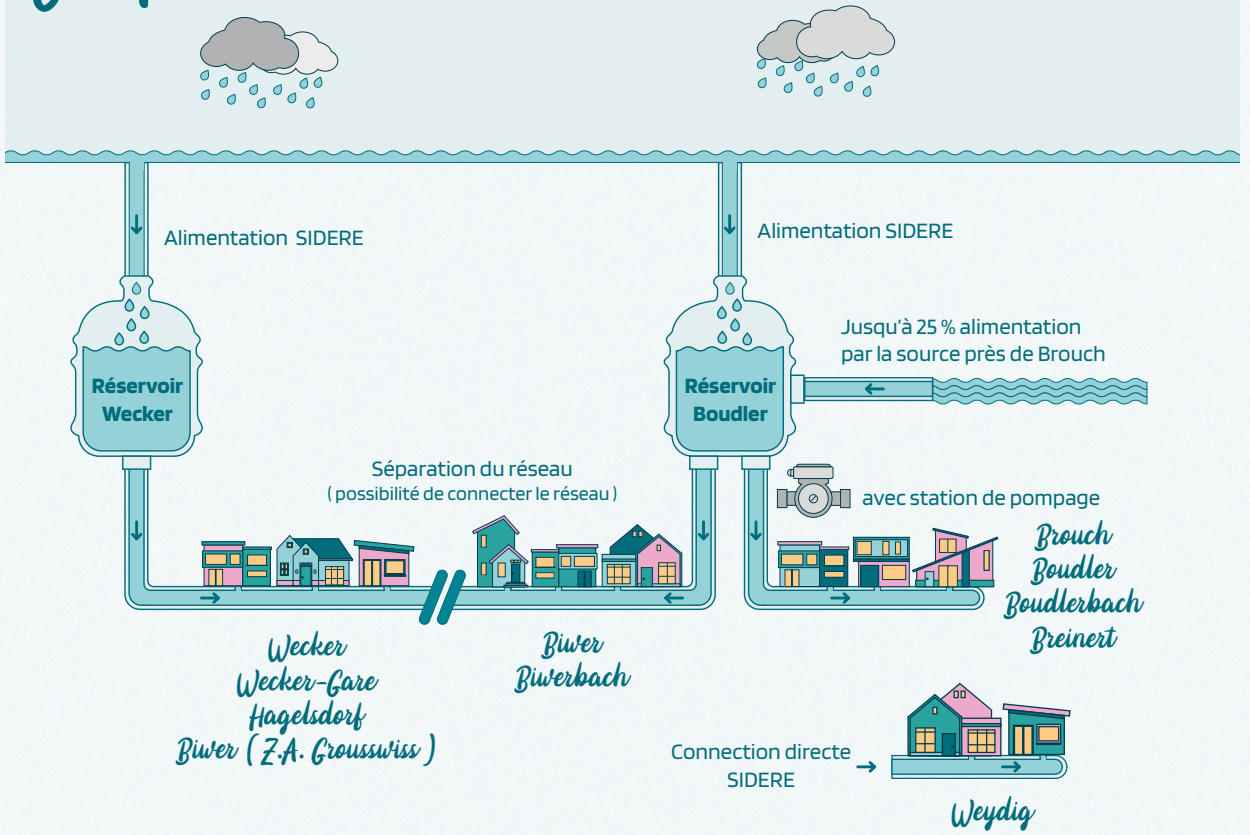 Alimentation SIDERE
Alimentation SIDERE
Jusqu'à 25 % alimentation
par la source près de Brouch
Réservoir
Wecker
Réservoir
Boudler
Séparation du réseau
( possibilité de connecter le réseau )
avec station de pompage
Brouch
Boudler
Boudlerbach
Breinert
Wecker
Wecker-Gare
Hagelsdorf
Biwer ( Z.A. Grousswiss )
Biwer
Biwerbach
Connection directe
SIDERE
Weydig